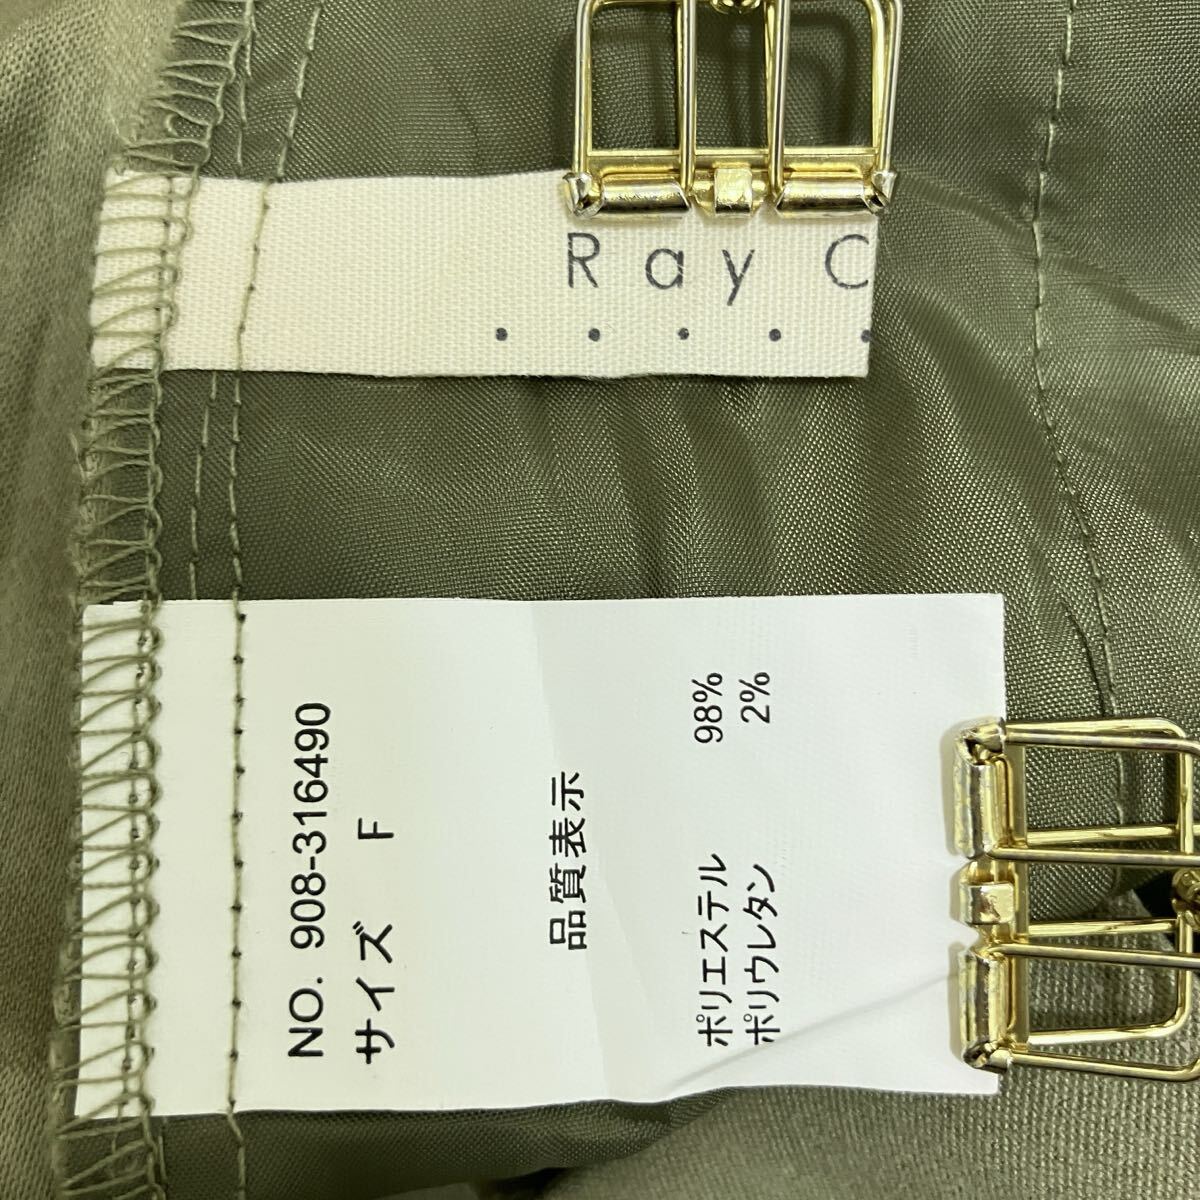 Ray C
NO. 908-316490
サイズ F
品質表示
ポリエステル 98%
ポリウレタン 2%